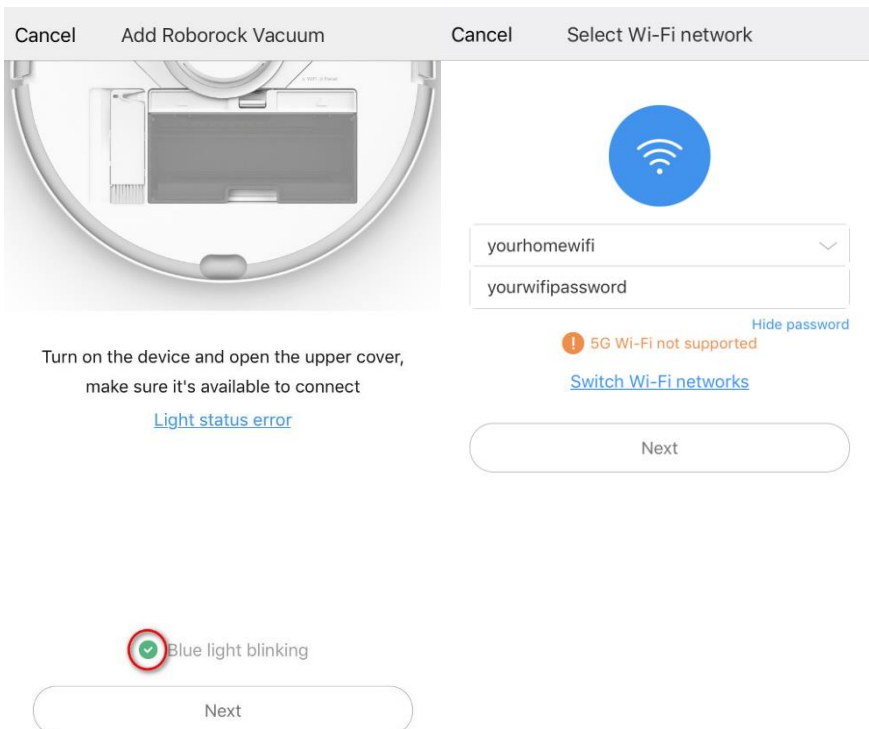 Cancel
Add Roborock Vacuum
Turn on the device and open the upper cover,
make sure it's available to connect
Light status error
Blue light blinking
Next
Cancel
Select Wi-Fi network
yourhomewifi
yourwifipassword
Hide password
5G Wi-Fi not supported
Switch Wi-Fi networks
Next